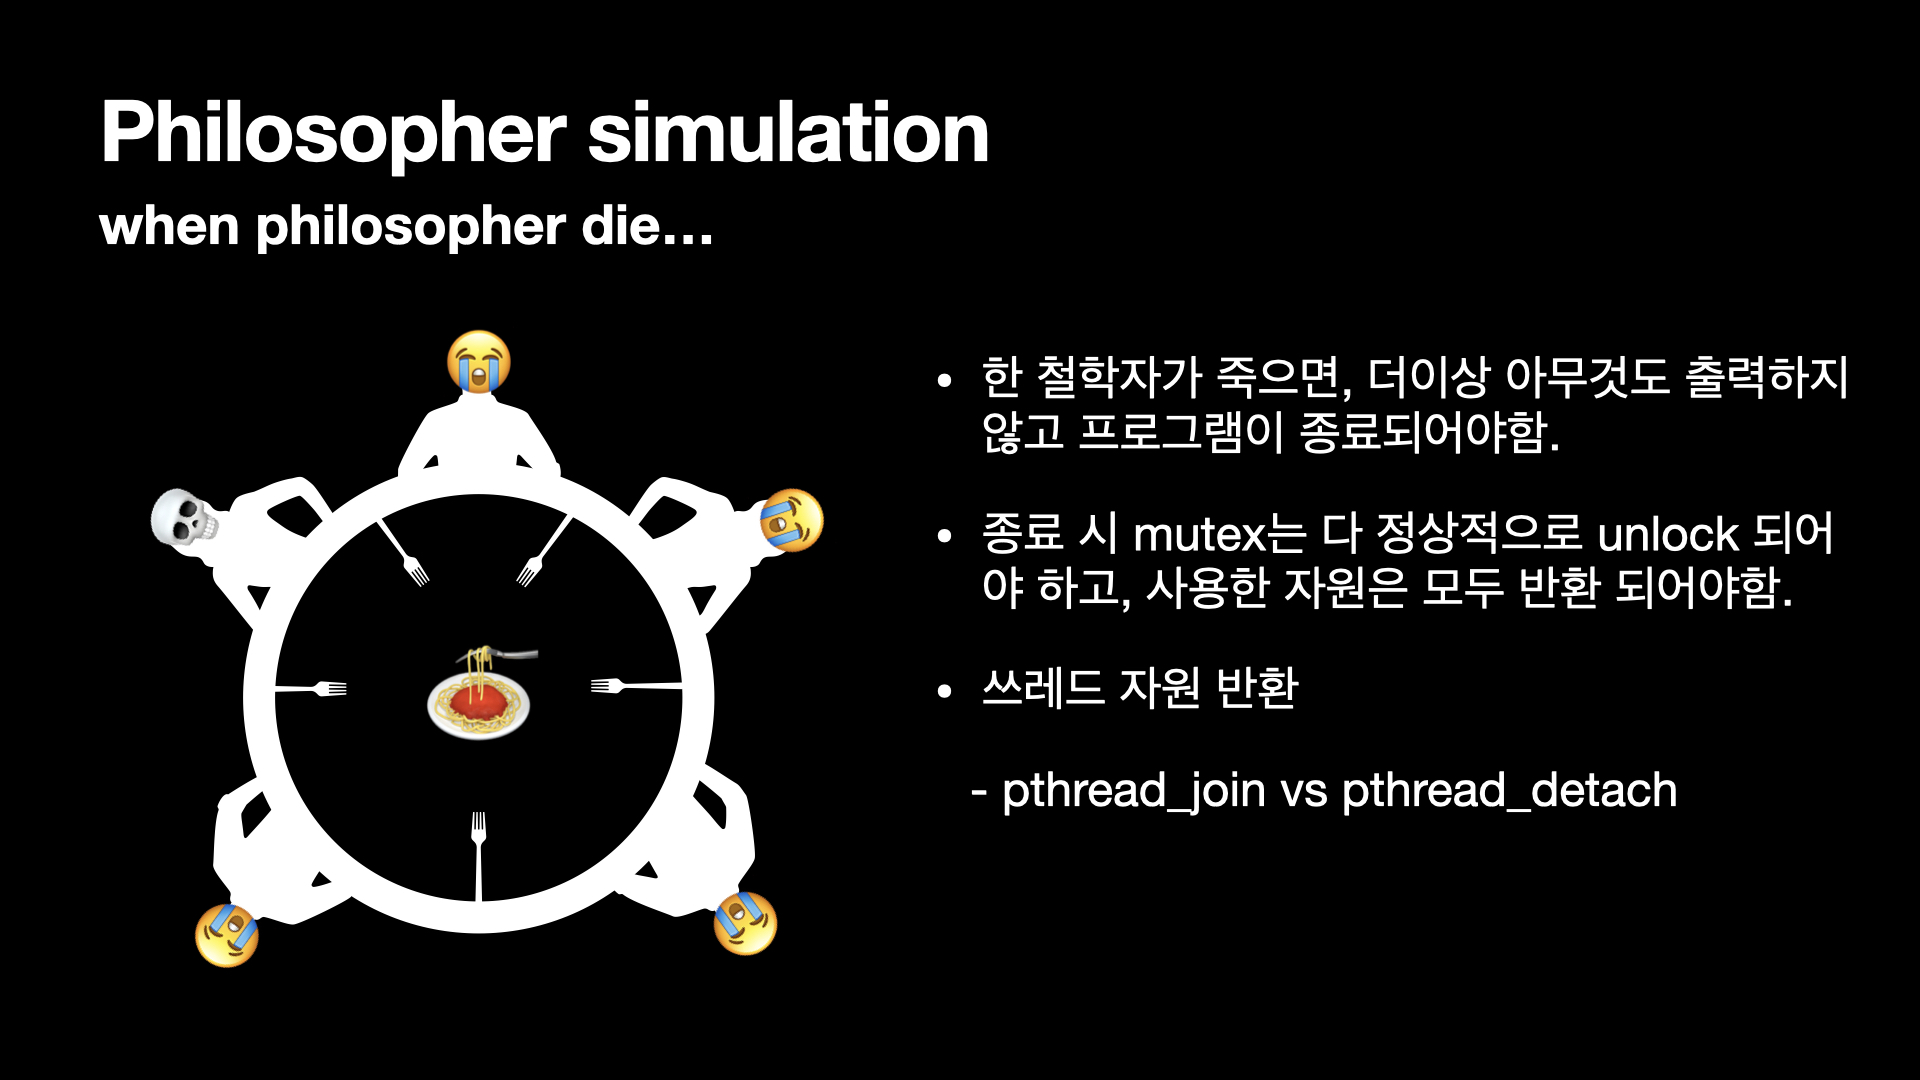 Philosopher simulation
when philosopher die...
• 한 철학자가 죽으면, 더이상 아무것도 출력하지
않고 프로그램이 종료되어야함.
• 종료 시 mutex는 다 정상적으로 unlock 되어
야 하고, 사용한 자원은 모두 반환 되어야함.
• 쓰레드 자원 반환
- pthread_join vs pthread_detach